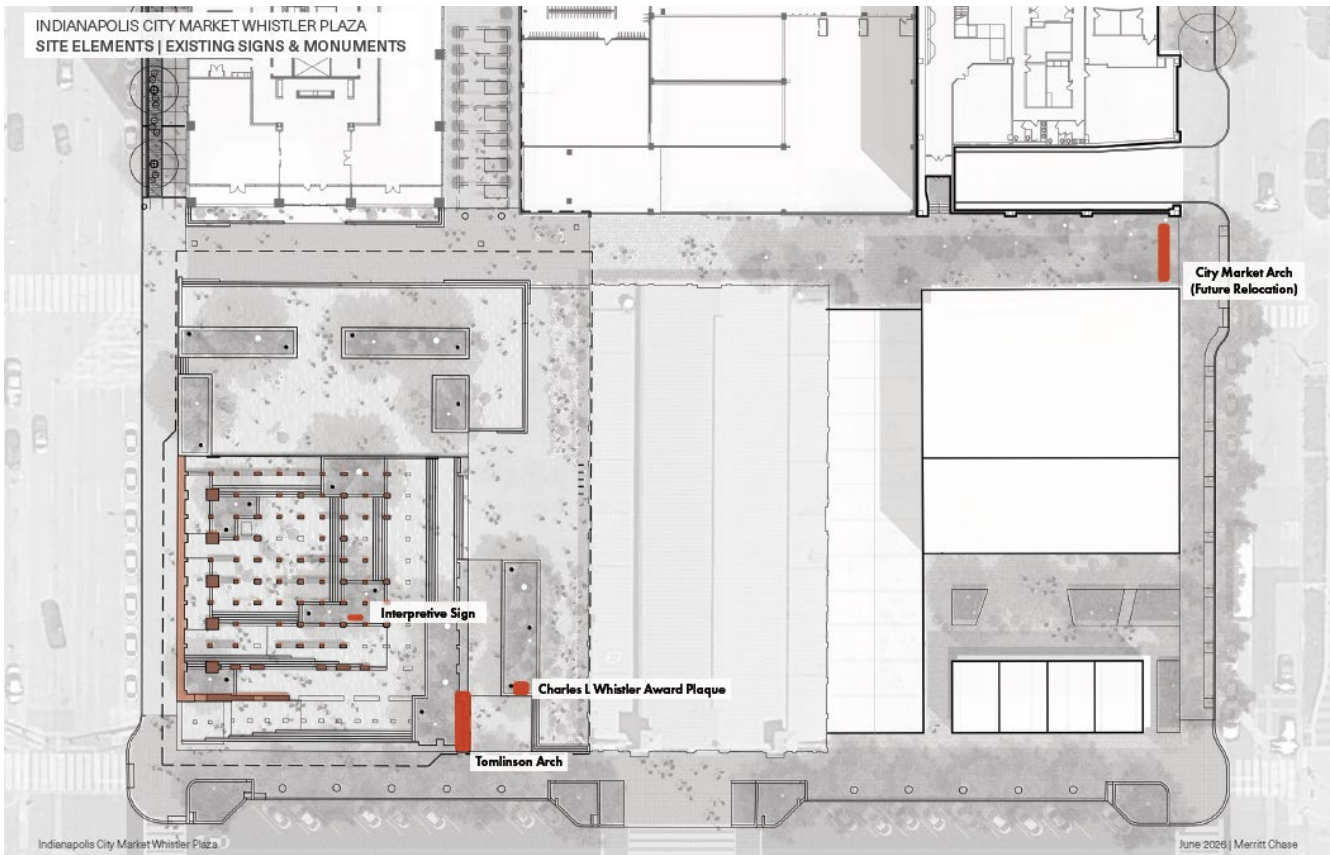 INDIANAPOLIS CITY MARKET WHISTLER PLAZA
SITE ELEMENTS | EXISTING SIGNS & MONUMENTS
City Market Arch
(Future Relocation)
Interpretive Sign
Charles L Whistler Award Plaque
Tomlinson Arch
Indianapolis City Market Whistler Plaza
June 2026 | Merritt Chase